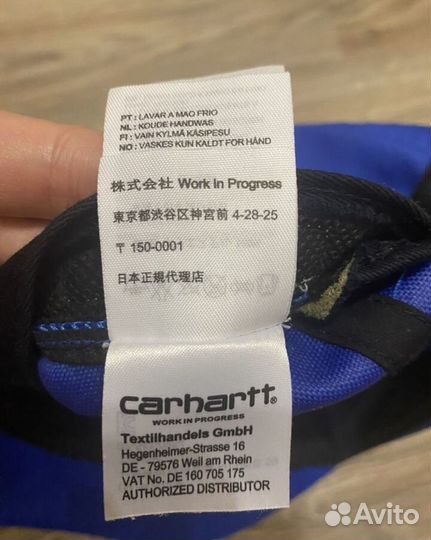 PT : LAVAR A MAO FRIO
NL : KOUDE HANDWAS
FI : VAIN KYLMÄ KÄSIPESU
NO : VASKES KUN KALDT FOR HÅND
株式会社 Work in Progress
東京都渋谷区神宮前 4-28-25
〒150-0001
日本正規代理店
carhartt®
WORK IN PROGRESS
Textilhandels GmbH
Hegenheimer-Strasse 16
DE - 79576 Weil am Rhein
VAT No. DE 160 705 175
AUTHORIZED DISTRIBUTOR
Avito